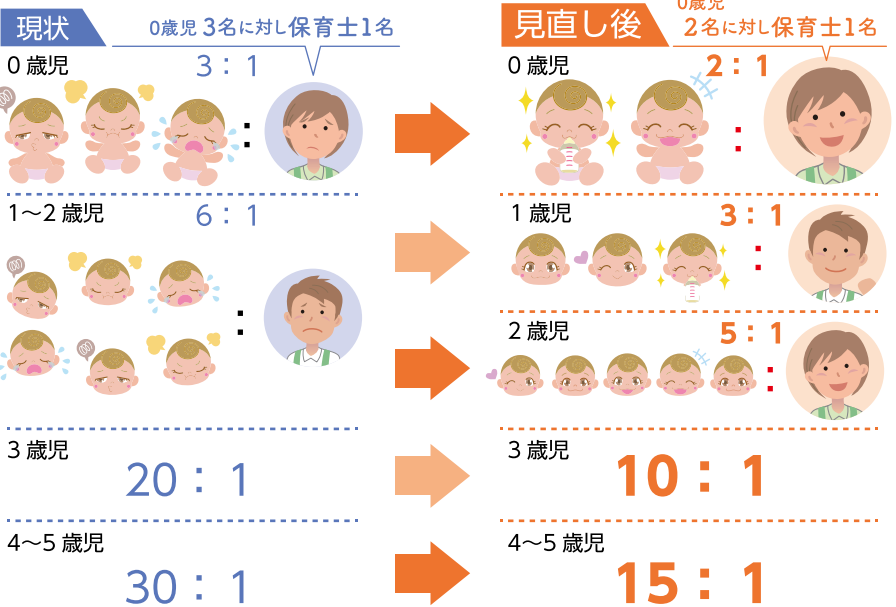 現状
0歳児 3名に対し保育士1名
0歳児
3：1
1～2歳児
6：1
3歳児
20：1
4～5歳児
30：1
見直し後
0歳児
2名に対し保育士1名
0歳児
2：1
1歳児
3：1
2歳児
5：1
3歳児
10：1
4～5歳児
15：1